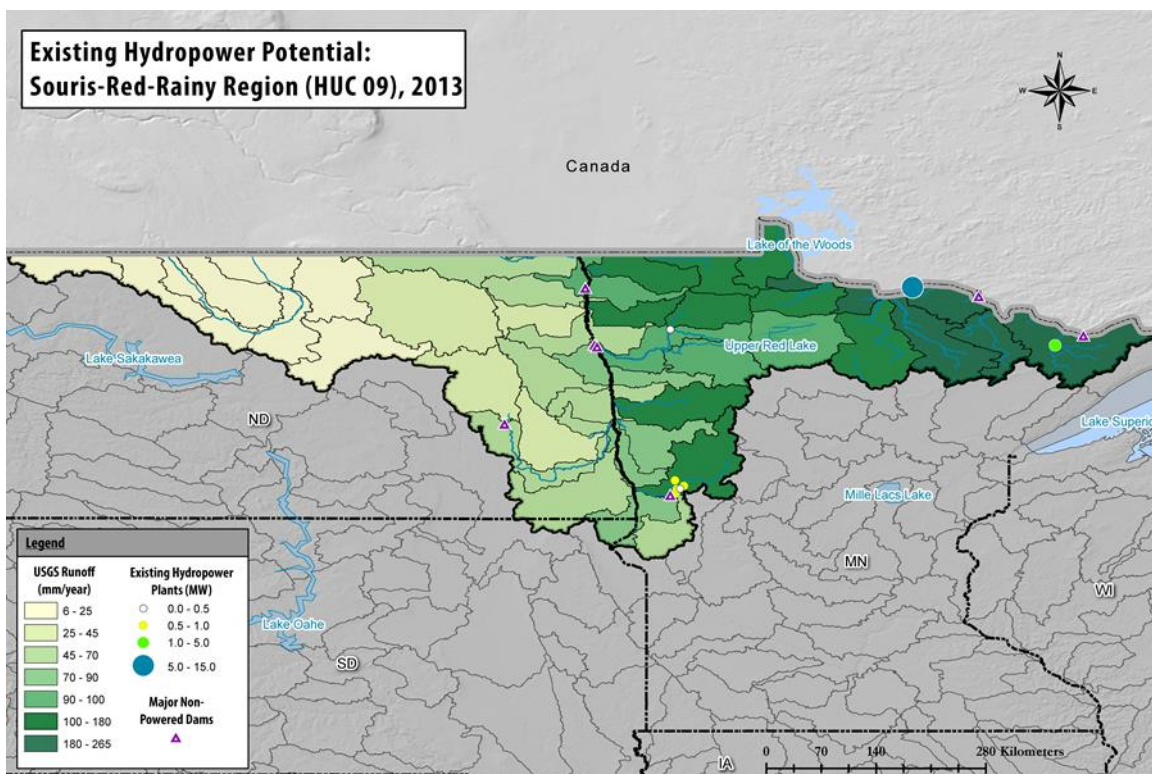 Existing Hydropower Potential:
Souris-Red-Rainy Region (HUC 09), 2013
N
W E
S
Canada
Lake of the Woods
Lake Sakakawea
Upper Red Lake
ND
Lake Superio
Mille Lacs Lake
MN
WI
Lake Oahe
SD
IA
Legend
USGS Runoff
(mm/year)
6 - 25
25 - 45
45 - 70
70 - 90
90 - 100
100 - 180
180 - 265
Existing Hydropower
Plants (MW)
0.0 - 0.5
0.5 - 1.0
1.0 - 5.0
5.0 - 15.0
Major Non-
Powered Dams
0 70 140 280 Kilometers